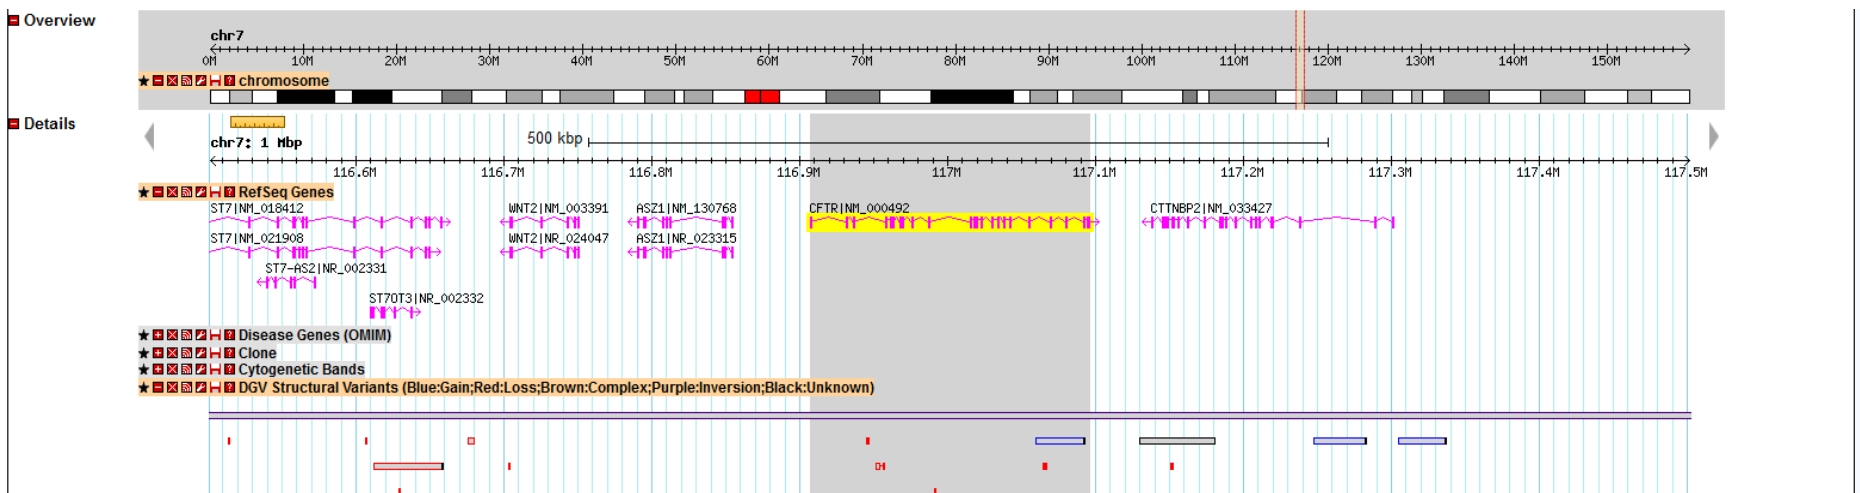 Overview
chr7
0M 10M 20M 30M 40M 50M 60M 70M 80M 90M 100M 110M 120M 130M 140M 150M
chromosome
Details
chr7: 1 Mbp
500 kbp
116.6M 116.7M 116.8M 116.9M 117M 117.1M 117.2M 117.3M 117.4M 117.5M
RefSeq Genes
ST7|NM_018412 WNT2|NM_003391 ASZ1|NM_130768 CFTR|NM_000492 CTTNBP2|NM_033427
ST7|NM_021908 WNT2|NR_024047 ASZ1|NR_023315
ST7-AS2|NR_002331
ST7OT3|NR_002332
Disease Genes (OMIM)
Clone
Cytogenetic Bands
DGV Structural Variants (Blue:Gain;Red:Loss;Brown:Complex;Purple:Inversion;Black:Unknown)